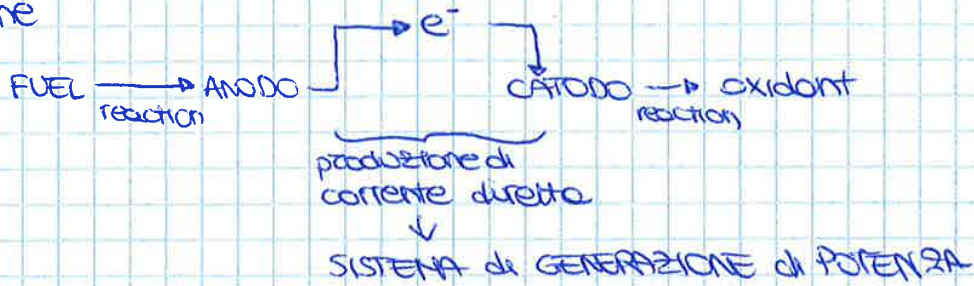 ne
e⁻
FUEL → ANODO CATODO → oxidant
reaction reaction
produzione di
corrente diretta
↓
SISTEMA di GENERAZIONE di POTENZA